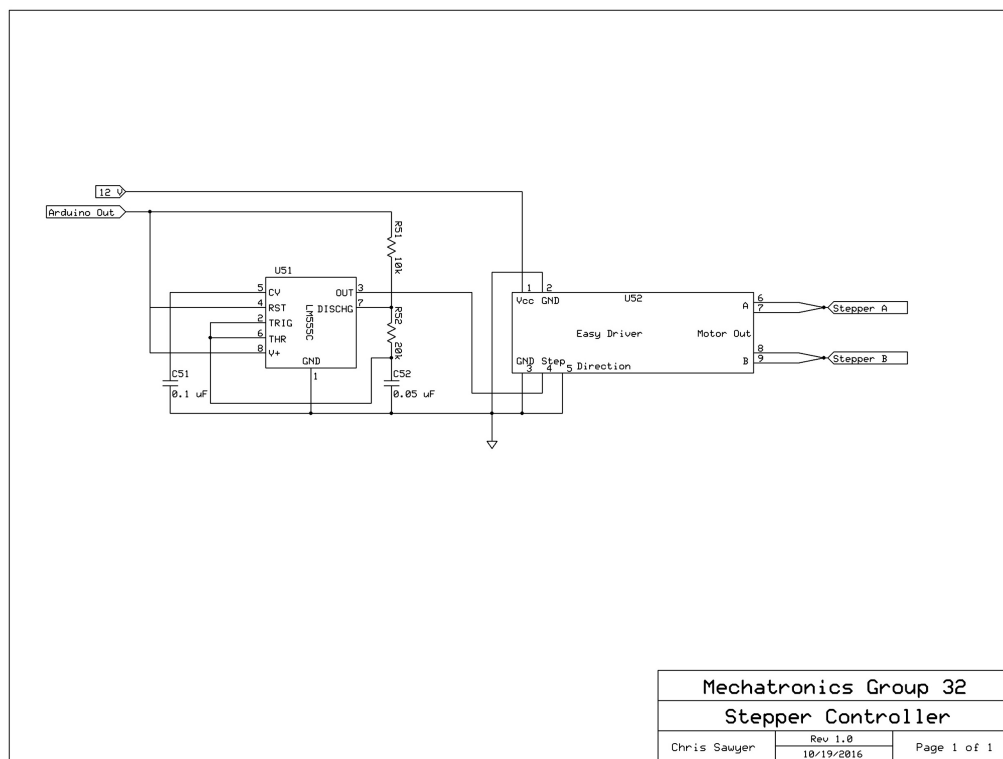 12 V
Arduino Out
R51
10k
U51
5 CV
4 RST
2 TRIG
6 THR
8 V+
OUT 3
DISCHG 7
LM555C
GND
1
R52
20k
C51
0.1 uF
C52
0.05 uF
1 2
Vcc GND
U52
Easy Driver
Motor Out
A 6
7
8
B 9
GND Step
3 4 5 Direction
Stepper A
Stepper B
Mechatronics Group 32
Stepper Controller
Chris Sawyer
Rev 1.0
10/19/2016
Page 1 of 1